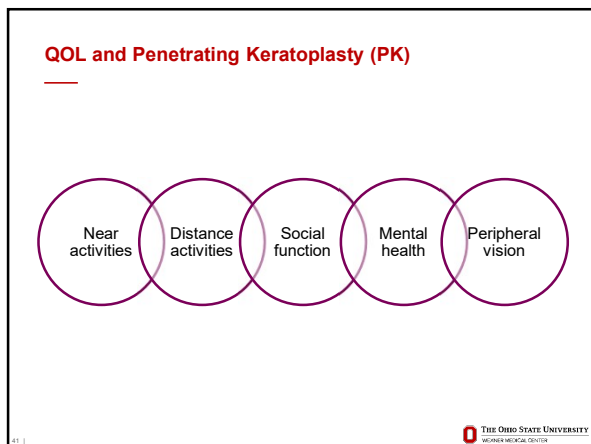 QOL and Penetrating Keratoplasty (PK)
Near
activities
Distance
activities
Social
function
Mental
health
Peripheral
vision
41 |
THE OHIO STATE UNIVERSITY
WEXNER MEDICAL CENTER